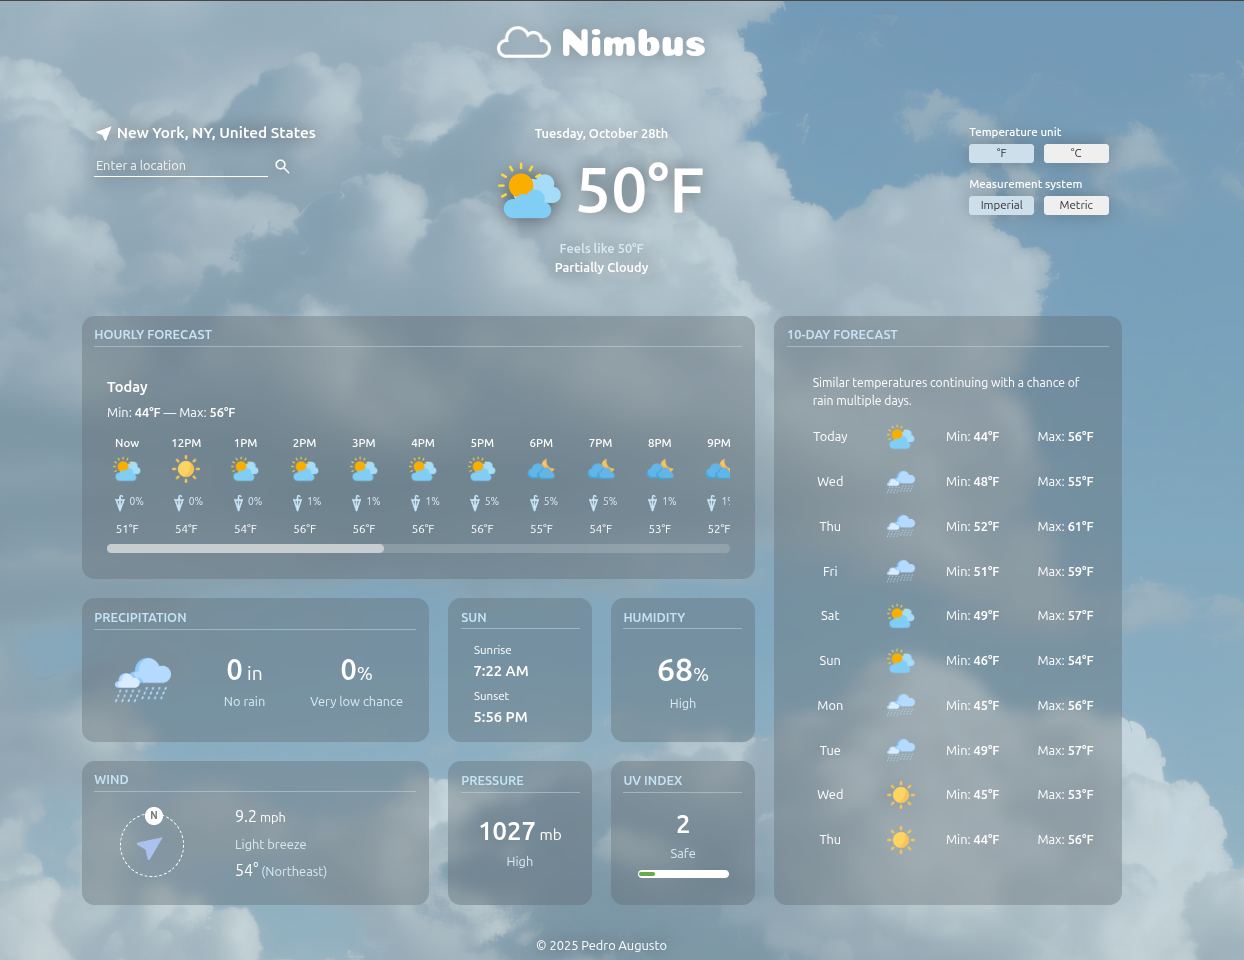 Nimbus
New York, NY, United States
Enter a location
Tuesday, October 28th
50°F
Feels like 50°F
Partially Cloudy
Temperature unit
°F °C
Measurement system
Imperial Metric
HOURLY FORECAST
Today
Min: 44°F — Max: 56°F
Now 12PM 1PM 2PM 3PM 4PM 5PM 6PM 7PM 8PM 9PM
0% 0% 0% 1% 1% 1% 5% 5% 5% 1%
51°F 54°F 54°F 56°F 56°F 56°F 56°F 55°F 54°F 53°F 52°F
10-DAY FORECAST
Similar temperatures continuing with a chance of
rain multiple days.
Today Min: 44°F Max: 56°F
Wed Min: 48°F Max: 55°F
Thu Min: 52°F Max: 61°F
Fri Min: 51°F Max: 59°F
Sat Min: 49°F Max: 57°F
Sun Min: 46°F Max: 54°F
Mon Min: 45°F Max: 56°F
Tue Min: 49°F Max: 57°F
Wed Min: 45°F Max: 53°F
Thu Min: 44°F Max: 56°F
PRECIPITATION
0 in 0%
No rain Very low chance
SUN
Sunrise
7:22 AM
Sunset
5:56 PM
HUMIDITY
68%
High
WIND
N
9.2 mph
Light breeze
54° (Northeast)
PRESSURE
1027 mb
High
UV INDEX
2
Safe
© 2025 Pedro Augusto